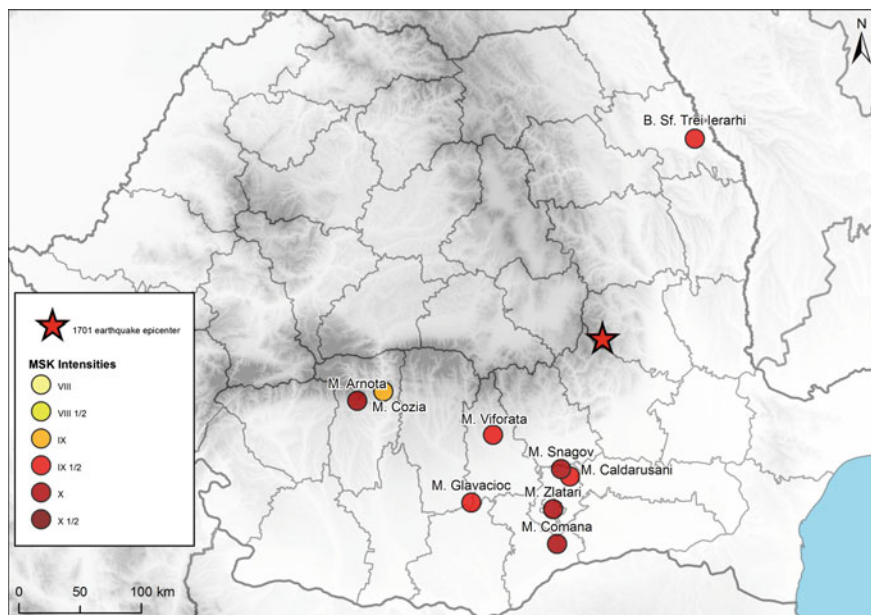 N
B. Sf. Trei Ierarhi
1701 earthquake epicenter
MSK Intensities
VIII
VIII 1/2
IX
IX 1/2
X
X 1/2
M. Arnota
M. Cozia
M. Viforata
M. Snagov
M. Caldarusani
M. Glavacioc
M. Zlatari
M. Comana
0 50 100 km